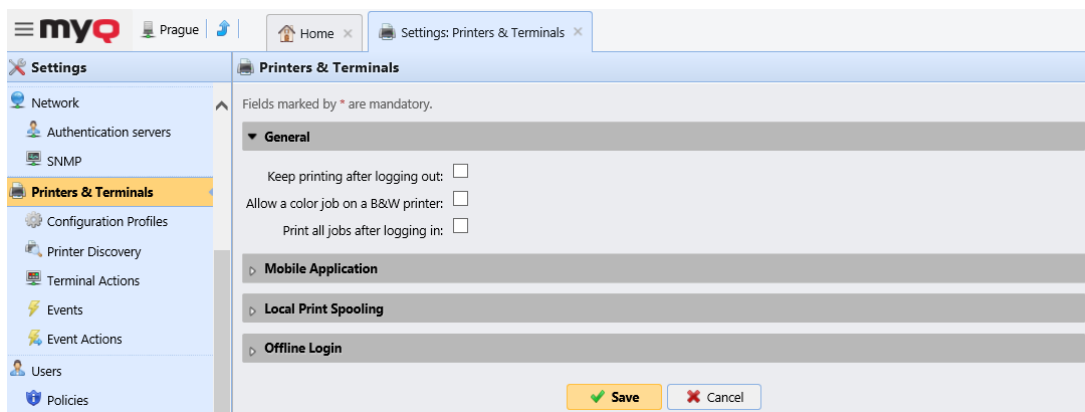 myQ Prague Home Settings: Printers & Terminals
Settings
Network
Authentication servers
SNMP
Printers & Terminals
Configuration Profiles
Printer Discovery
Terminal Actions
Events
Event Actions
Users
Policies
Printers & Terminals
Fields marked by * are mandatory.
General
Keep printing after logging out:
Allow a color job on a B&W printer:
Print all jobs after logging in:
Mobile Application
Local Print Spooling
Offline Login
Save Cancel